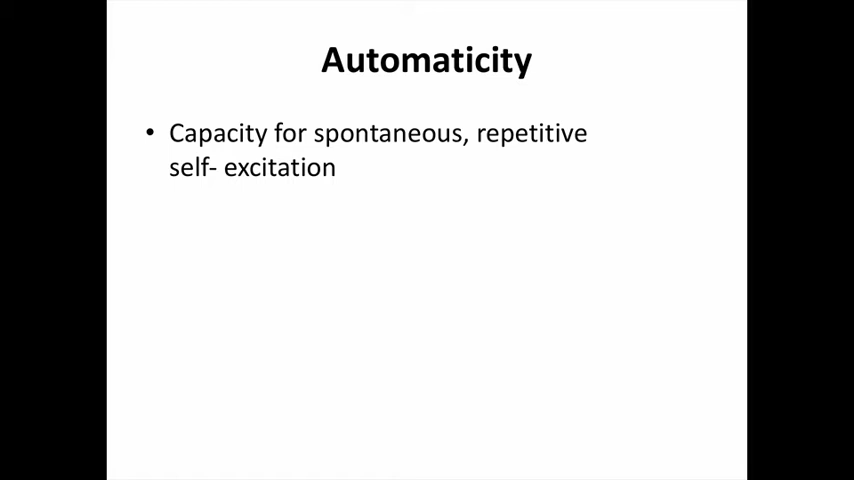 Automaticity
• Capacity for spontaneous, repetitive
self- excitation